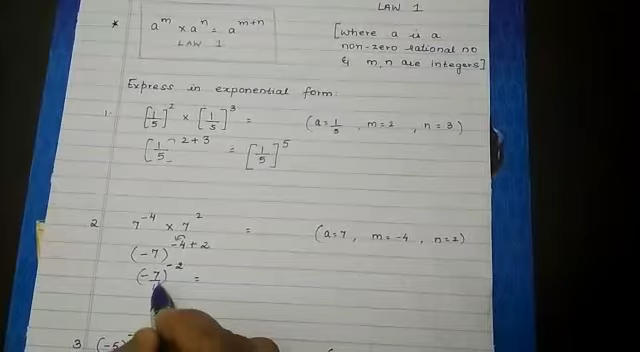 LAW 1
* a^m × a^n = a^(m+n) [where a is a
LAW 1 non-zero rational no
& m, n are integers]
Express in exponential form:
1. [1/5]^2 × [1/5]^3 = (a=1/5, m=2, n=3)
[1/5]^(2+3) = [1/5]^5
2. 7^-4 × 7^2 = (a=7, m=-4, n=2)
(-7)^(-4+2)
(-7)^-2 =
3 (-5)